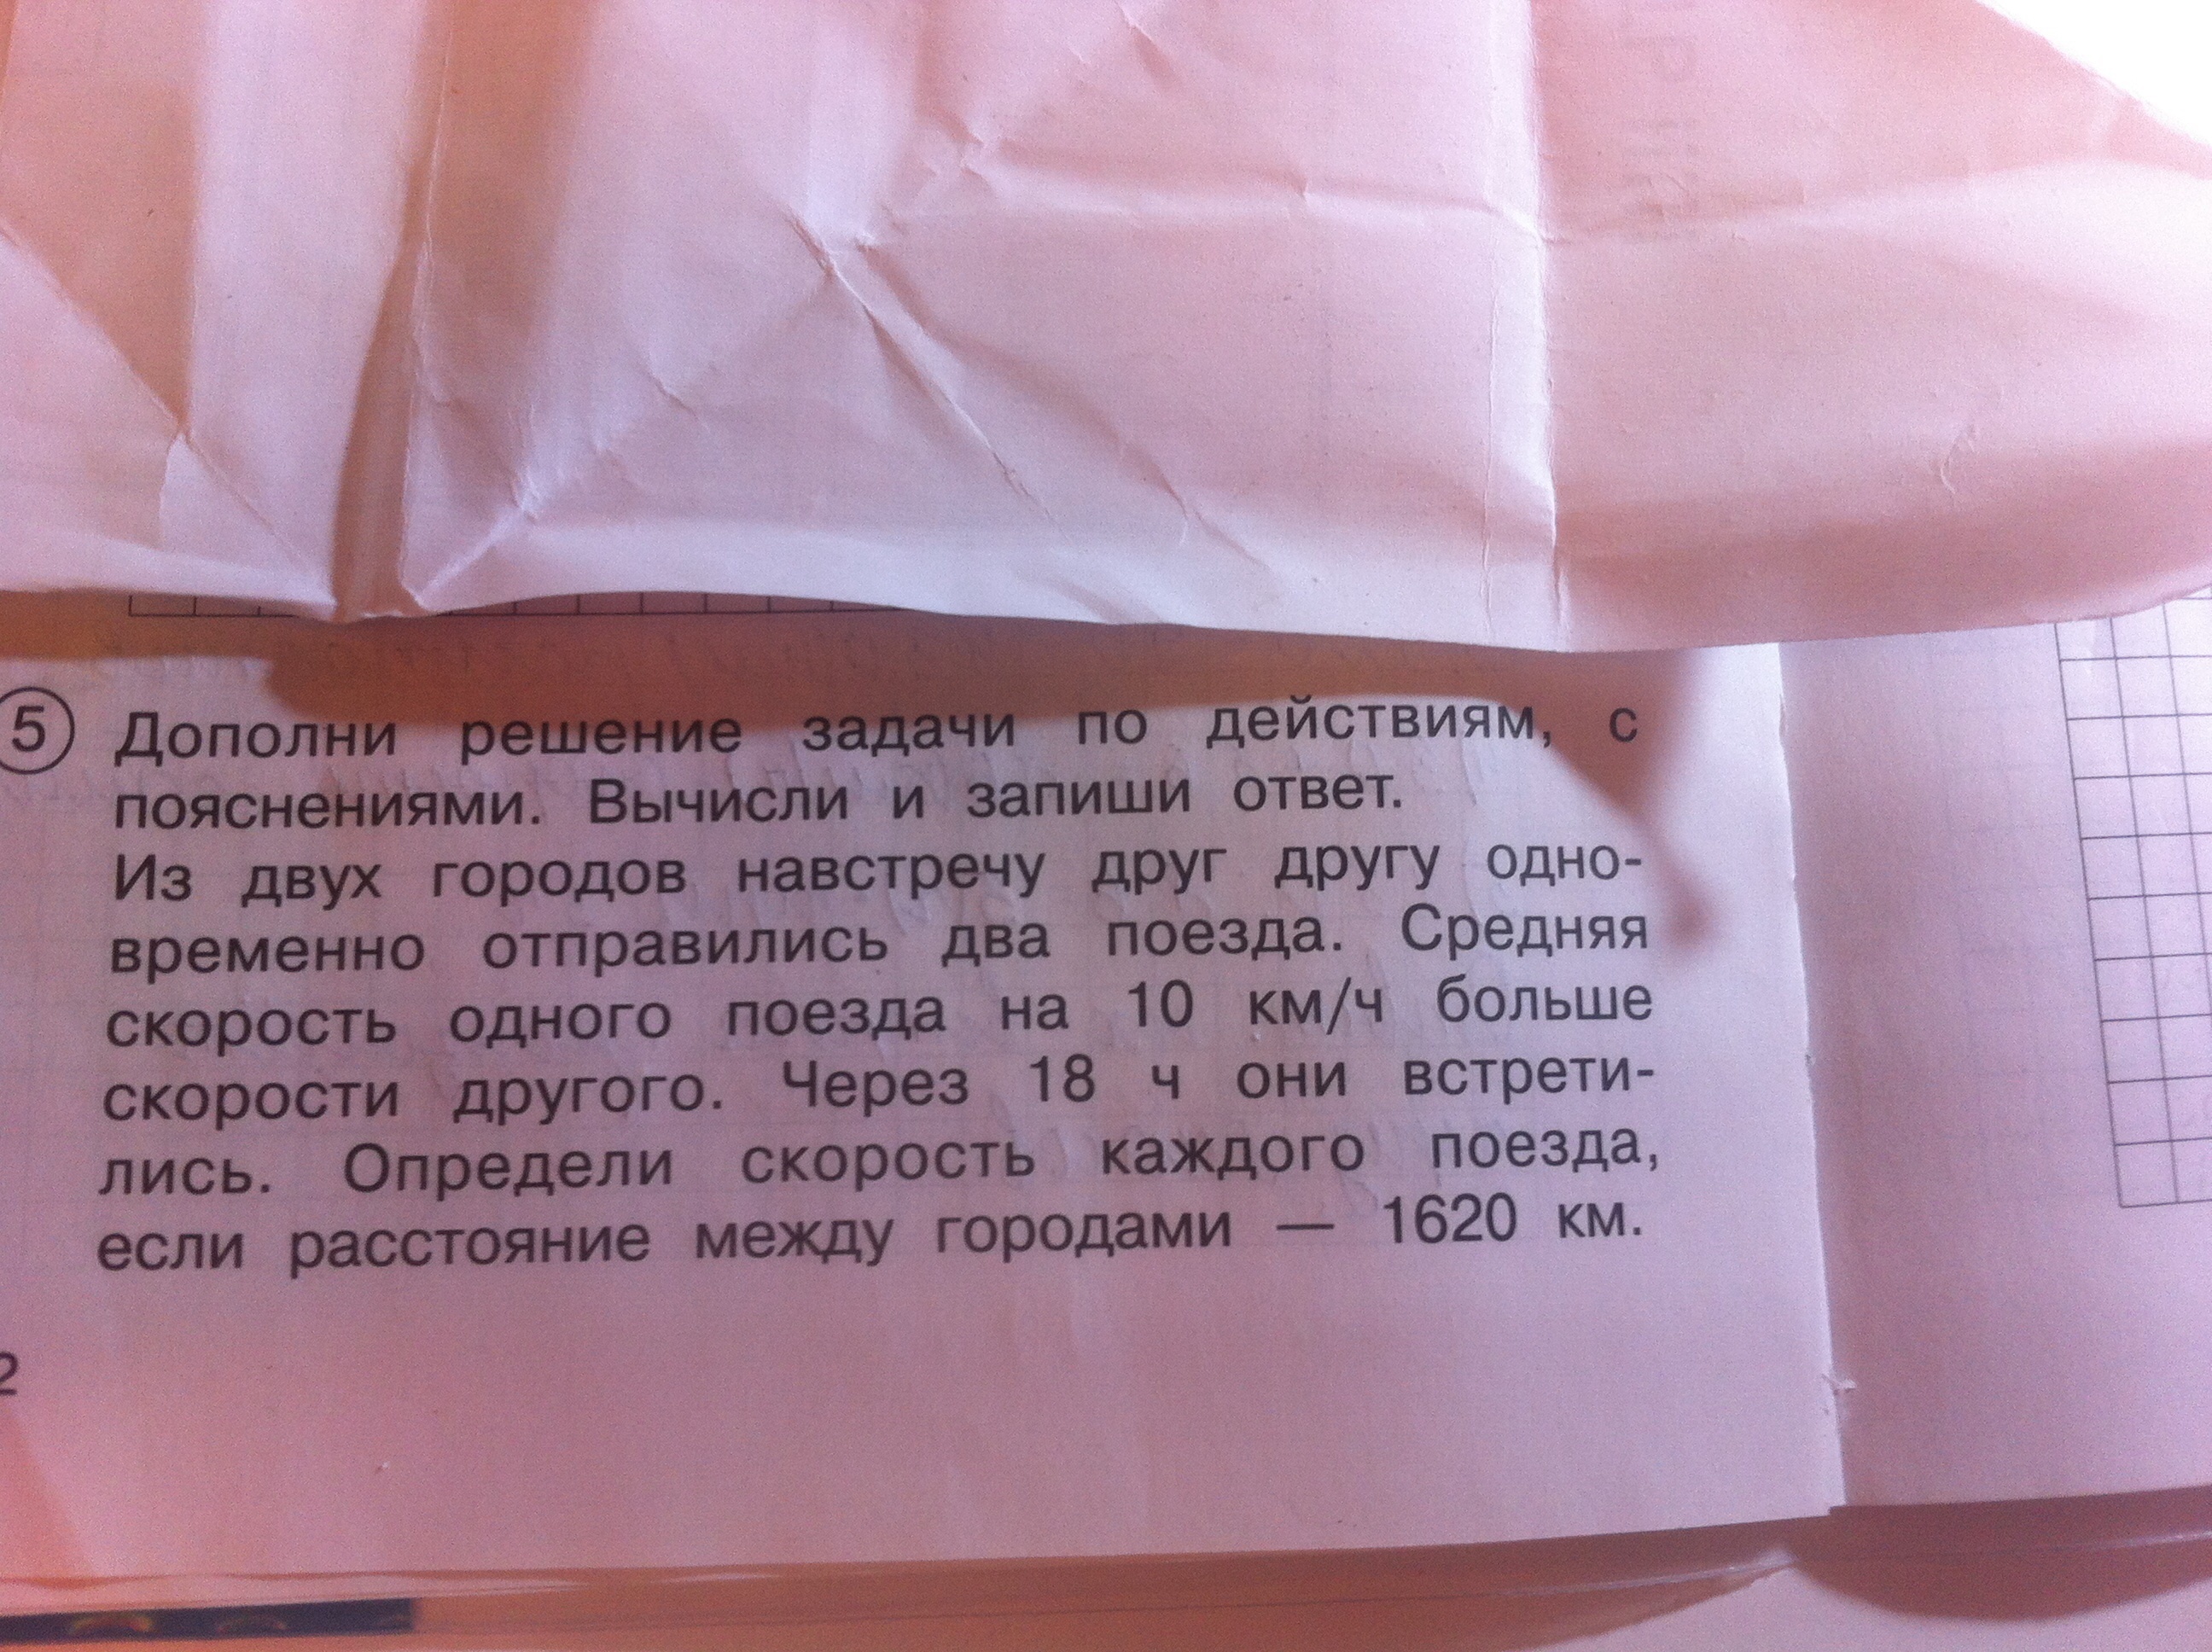 5 Дополни решение задачи по действиям, с
пояснениями. Вычисли и запиши ответ.
Из двух городов навстречу друг другу одно-
временно отправились два поезда. Средняя
скорость одного поезда на 10 км/ч больше
скорости другого. Через 18 ч они встрети-
лись. Определи скорость каждого поезда,
если расстояние между городами — 1620 км.
2